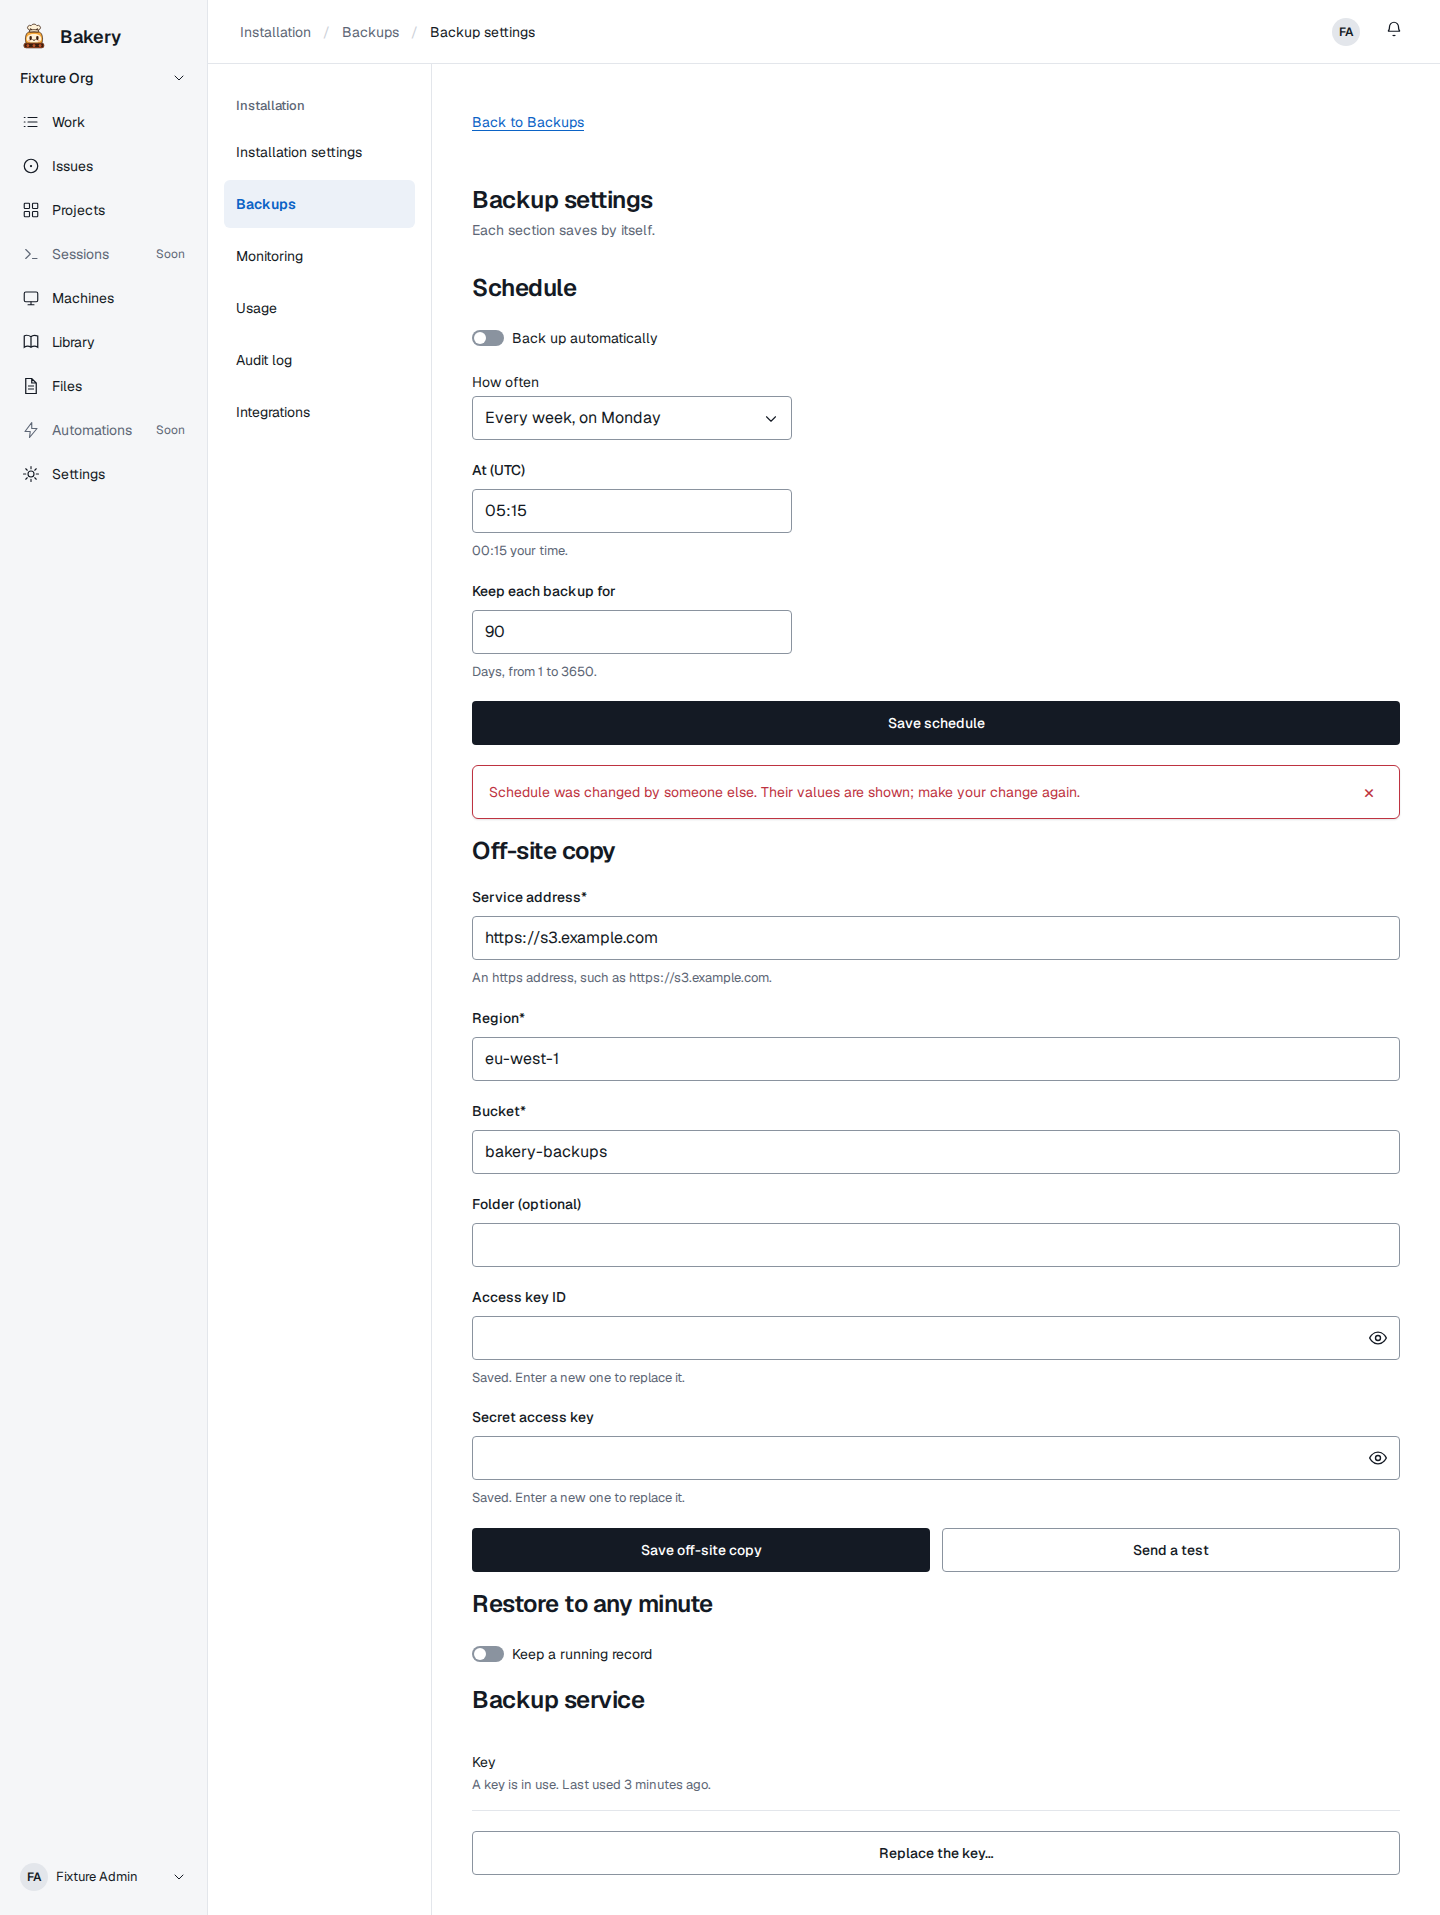 Bakery
Fixture Org
Work
Issues
Projects
Sessions Soon
Machines
Library
Files
Automations Soon
Settings
FA Fixture Admin
Installation / Backups / Backup settings
FA
Installation
Installation settings
Backups
Monitoring
Usage
Audit log
Integrations
Back to Backups
Backup settings
Each section saves by itself.
Schedule
Back up automatically
How often
Every week, on Monday
At (UTC)
05:15
00:15 your time.
Keep each backup for
90
Days, from 1 to 3650.
Save schedule
Schedule was changed by someone else. Their values are shown; make your change again.
Off-site copy
Service address*
https://s3.example.com
An https address, such as https://s3.example.com.
Region*
eu-west-1
Bucket*
bakery-backups
Folder (optional)
Access key ID
Saved. Enter a new one to replace it.
Secret access key
Saved. Enter a new one to replace it.
Save off-site copy
Send a test
Restore to any minute
Keep a running record
Backup service
Key
A key is in use. Last used 3 minutes ago.
Replace the key…